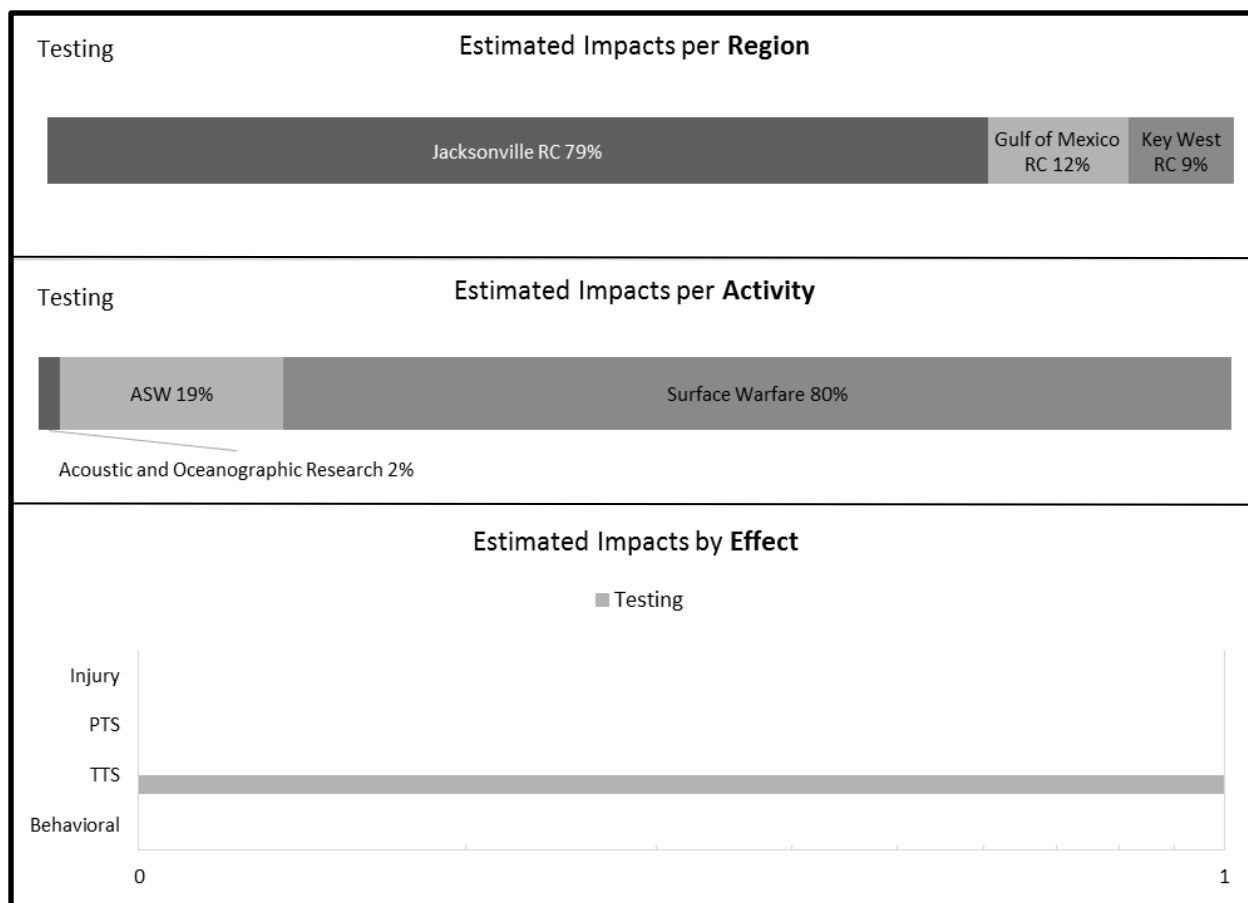 Testing
Estimated Impacts per Region
Jacksonville RC 79%
Gulf of Mexico
RC 12%
Key West
RC 9%
Testing
Estimated Impacts per Activity
ASW 19%
Surface Warfare 80%
Acoustic and Oceanographic Research 2%
Estimated Impacts by Effect
Testing
Injury
PTS
TTS
Behavioral
0
1